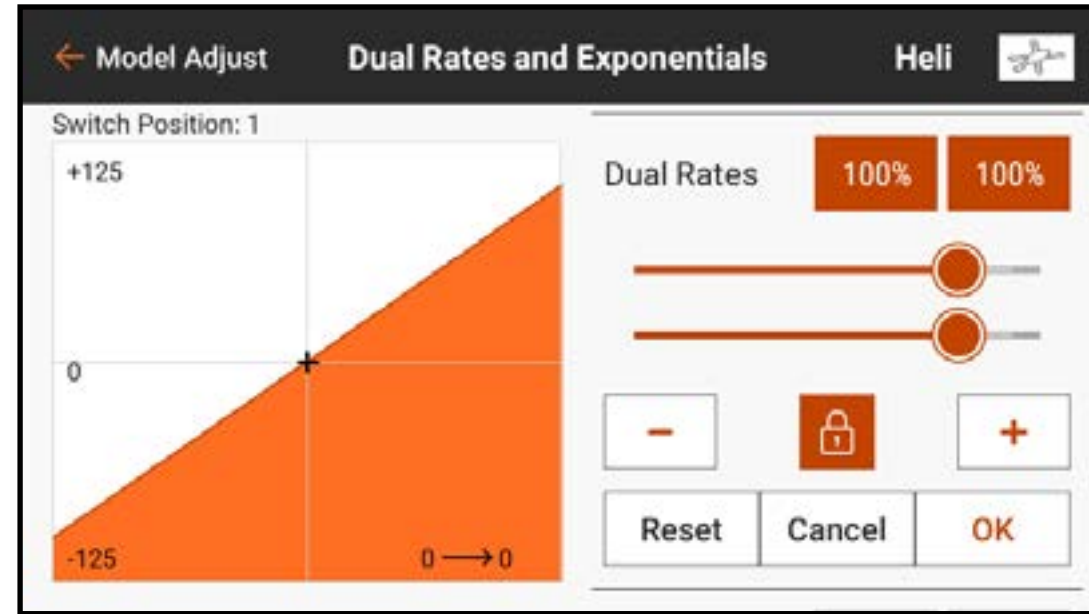 ← Model Adjust Dual Rates and Exponentials Heli
Switch Position: 1
+125
0
-125
0 → 0
Dual Rates 100% 100%
- +
Reset Cancel OK